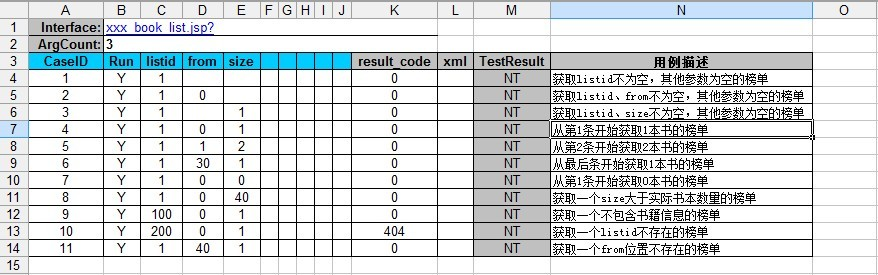 A B C D E F G H I J K L M N O
1 Interface: xxx_book_list.jsp?
2 ArgCount: 3
3 CaseID Run listid from size result_code xml TestResult 用例描述
4 1 Y 1 0 NT 获取listid不为空，其他参数为空的榜单
5 2 Y 1 0 0 NT 获取listid、from不为空，其他参数为空的榜单
6 3 Y 1 1 0 NT 获取listid、size不为空，其他参数为空的榜单
7 4 Y 1 0 1 0 NT 从第1条开始获取1本书的榜单
8 5 Y 1 1 2 0 NT 从第2条开始获取2本书的榜单
9 6 Y 1 30 1 0 NT 从最后条开始获取1本书的榜单
10 7 Y 1 0 0 0 NT 从第1条开始获取0本书的榜单
11 8 Y 1 0 40 0 NT 获取一个size大于实际书本数量的榜单
12 9 Y 100 0 1 0 NT 获取一个不包含书籍信息的榜单
13 10 Y 200 0 1 404 NT 获取一个listid不存在的榜单
14 11 Y 1 40 1 0 NT 获取一个from位置不存在的榜单
15